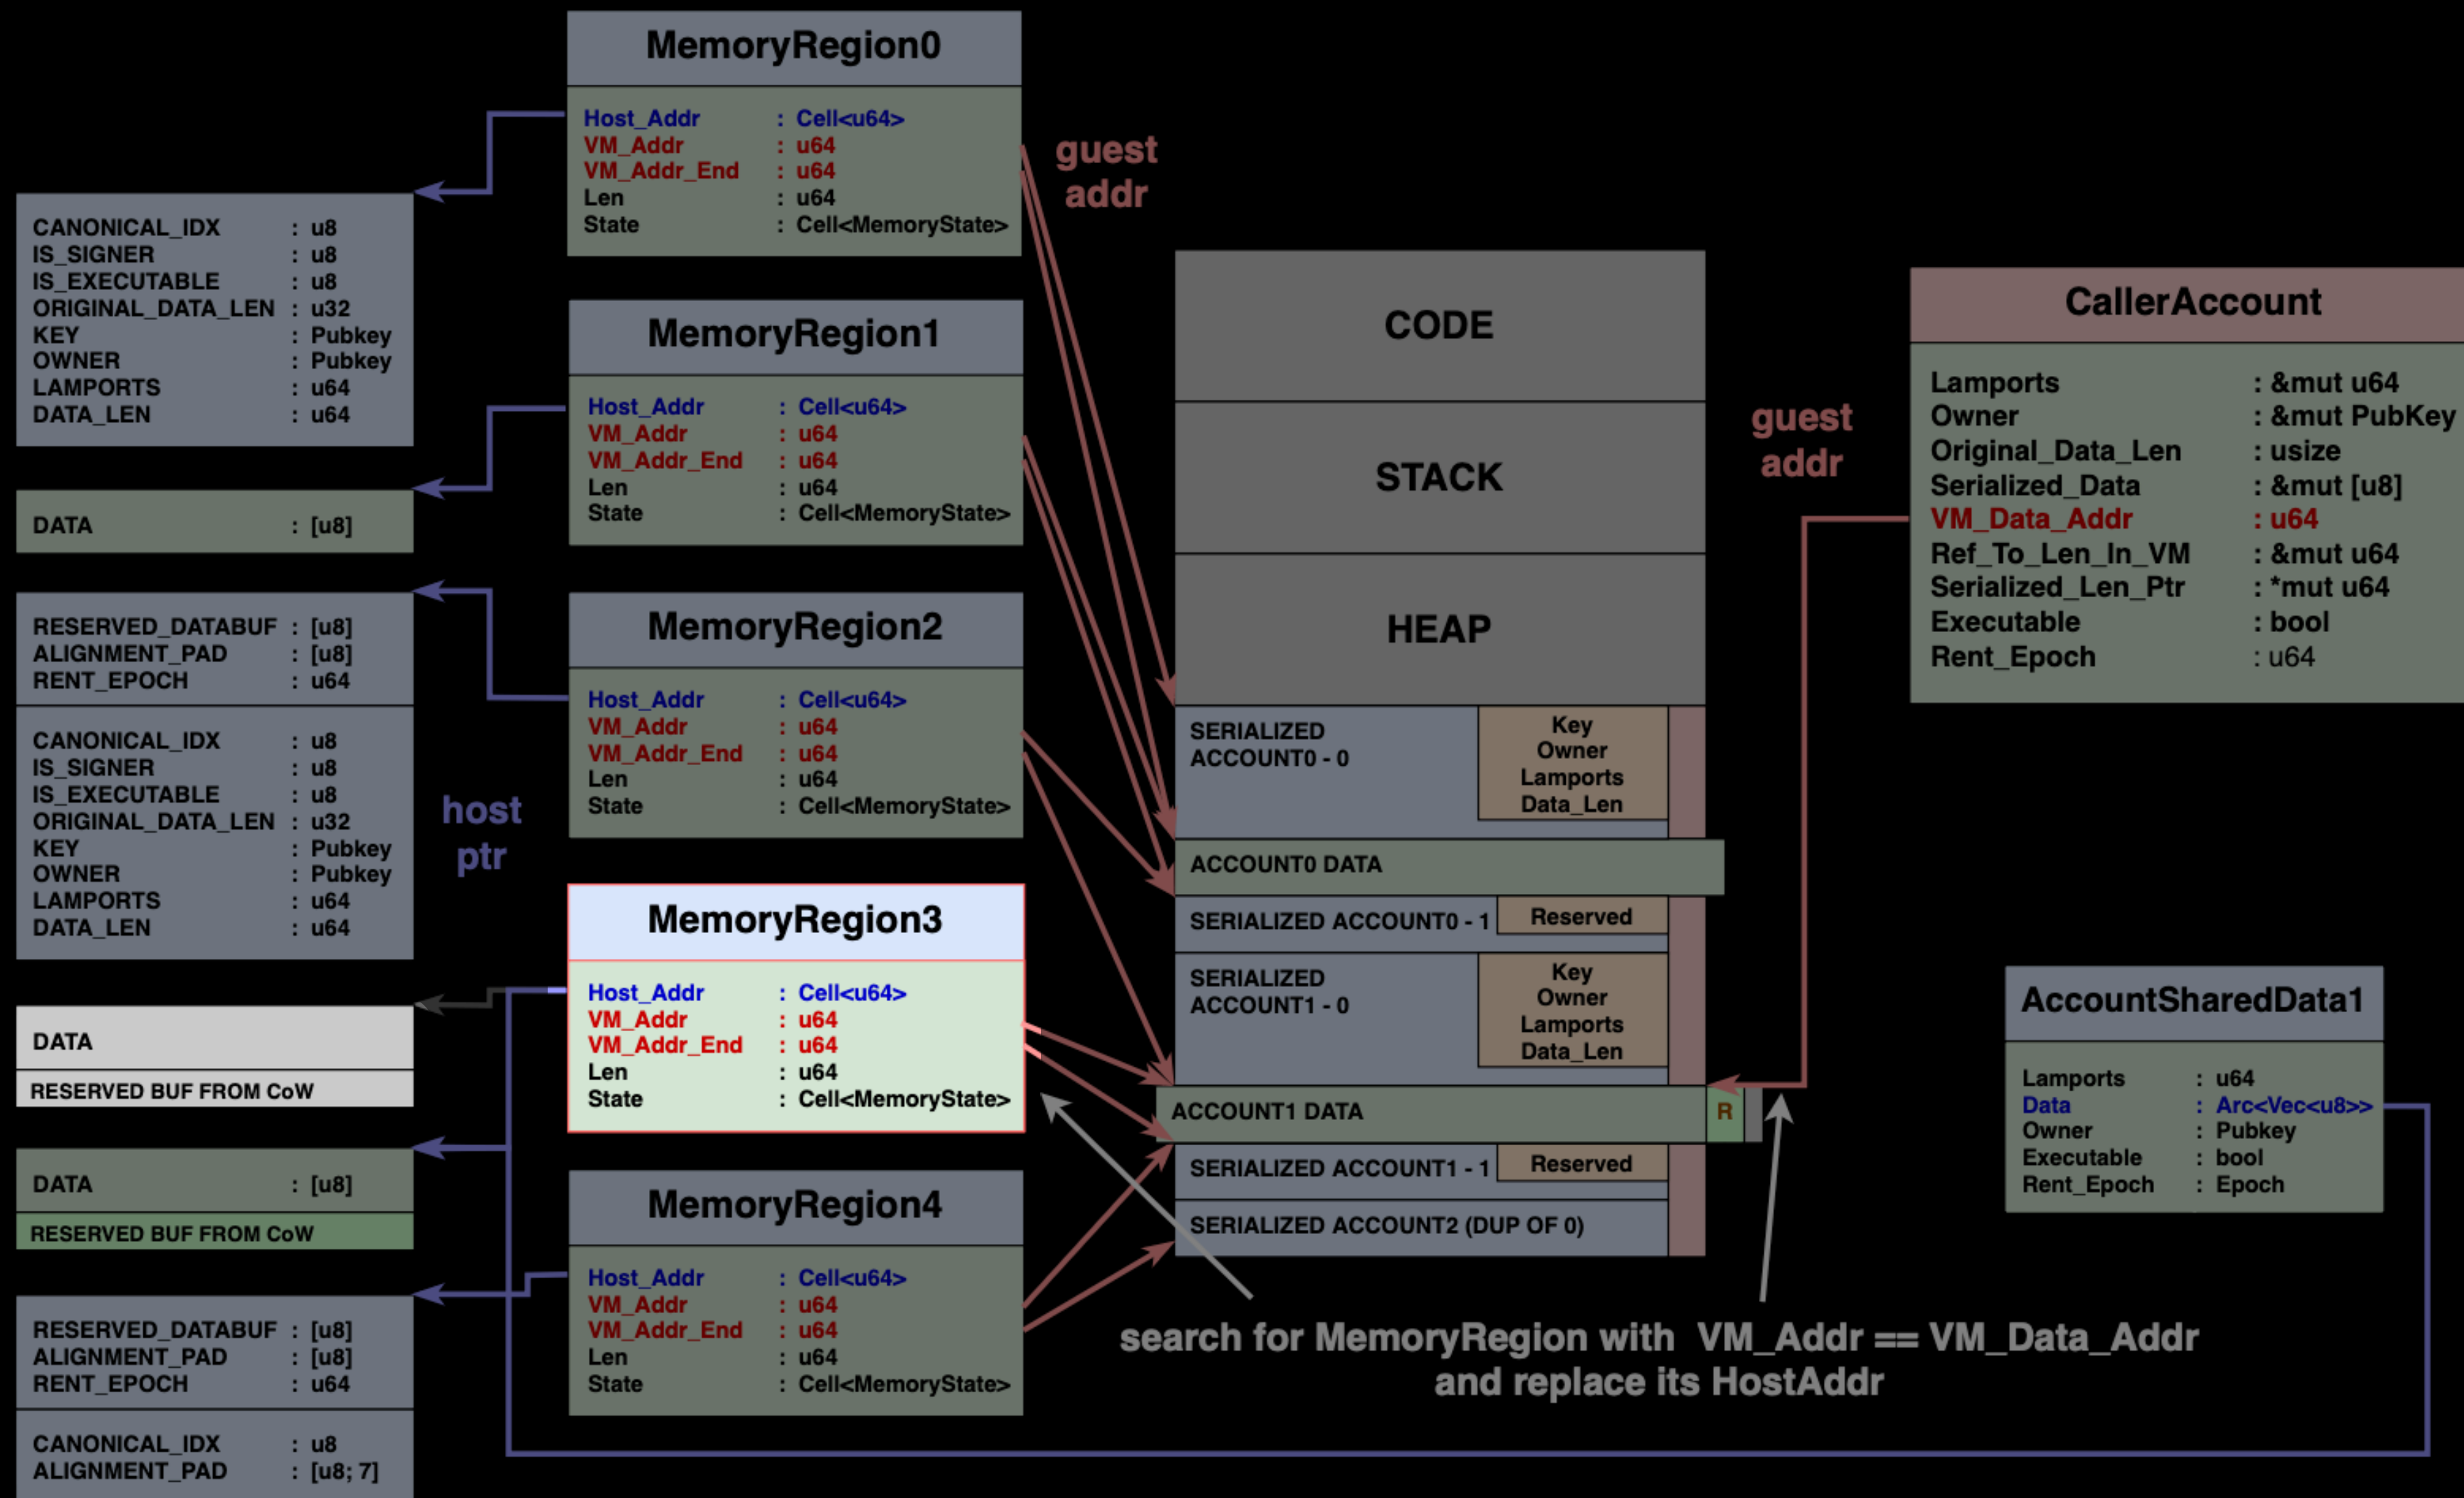 MemoryRegion0
Host_Addr : Cell<u64>
VM_Addr : u64
VM_Addr_End : u64
Len : u64
State : Cell<MemoryState>
MemoryRegion1
Host_Addr : Cell<u64>
VM_Addr : u64
VM_Addr_End : u64
Len : u64
State : Cell<MemoryState>
MemoryRegion2
Host_Addr : Cell<u64>
VM_Addr : u64
VM_Addr_End : u64
Len : u64
State : Cell<MemoryState>
MemoryRegion3
Host_Addr : Cell<u64>
VM_Addr : u64
VM_Addr_End : u64
Len : u64
State : Cell<MemoryState>
MemoryRegion4
Host_Addr : Cell<u64>
VM_Addr : u64
VM_Addr_End : u64
Len : u64
State : Cell<MemoryState>
CANONICAL_IDX : u8
IS_SIGNER : u8
IS_EXECUTABLE : u8
ORIGINAL_DATA_LEN : u32
KEY : Pubkey
OWNER : Pubkey
LAMPORTS : u64
DATA_LEN : u64
DATA : [u8]
RESERVED_DATABUF : [u8]
ALIGNMENT_PAD : [u8]
RENT_EPOCH : u64
CANONICAL_IDX : u8
IS_SIGNER : u8
IS_EXECUTABLE : u8
ORIGINAL_DATA_LEN : u32
KEY : Pubkey
OWNER : Pubkey
LAMPORTS : u64
DATA_LEN : u64
DATA
RESERVED BUF FROM CoW
DATA : [u8]
RESERVED BUF FROM CoW
RESERVED_DATABUF : [u8]
ALIGNMENT_PAD : [u8]
RENT_EPOCH : u64
CANONICAL_IDX : u8
ALIGNMENT_PAD : [u8; 7]
host
ptr
guest
addr
CODE
STACK
HEAP
SERIALIZED
ACCOUNT0 - 0
Key
Owner
Lamports
Data_Len
ACCOUNT0 DATA
SERIALIZED ACCOUNT0 - 1
Reserved
SERIALIZED
ACCOUNT1 - 0
Key
Owner
Lamports
Data_Len
ACCOUNT1 DATA
R
SERIALIZED ACCOUNT1 - 1
Reserved
SERIALIZED ACCOUNT2 (DUP OF 0)
guest
addr
CallerAccount
Lamports : &mut u64
Owner : &mut PubKey
Original_Data_Len : usize
Serialized_Data : &mut [u8]
VM_Data_Addr : u64
Ref_To_Len_In_VM : &mut u64
Serialized_Len_Ptr : *mut u64
Executable : bool
Rent_Epoch : u64
AccountSharedData1
Lamports : u64
Data : Arc<Vec<u8>>
Owner : Pubkey
Executable : bool
Rent_Epoch : Epoch
search for MemoryRegion with VM_Addr == VM_Data_Addr
and replace its HostAddr